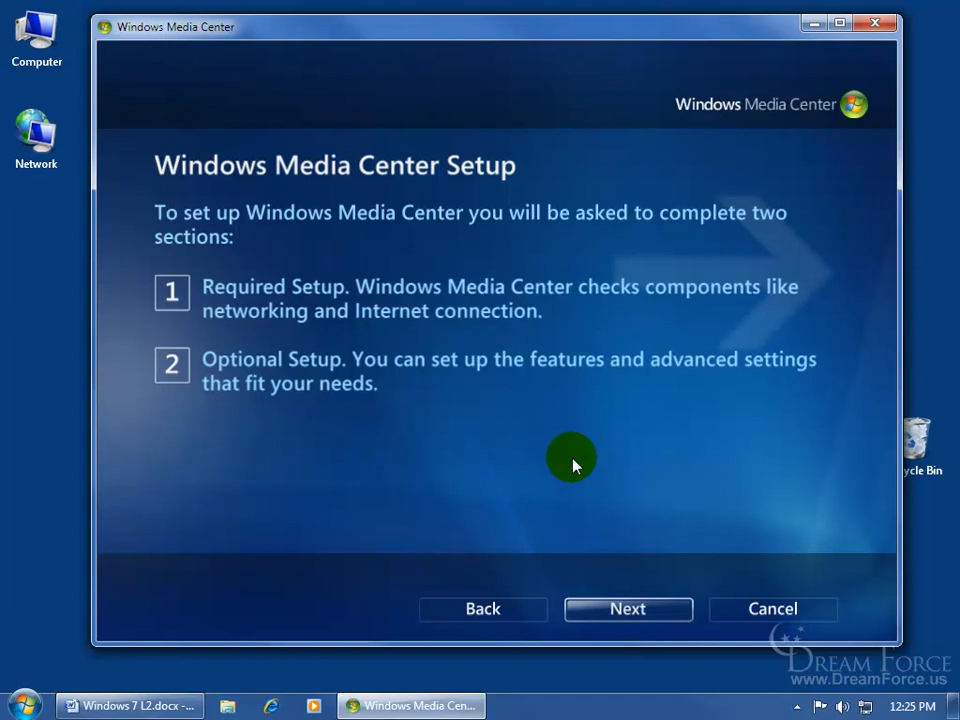 Windows Media Center
Computer
Windows Media Center
Network
Windows Media Center Setup
To set up Windows Media Center you will be asked to complete two
sections:
1 Required Setup. Windows Media Center checks components like
networking and Internet connection.
2 Optional Setup. You can set up the features and advanced settings
that fit your needs.
ycle Bin
Back Next Cancel
DREAM FORCE
www.DreamForce.us
Windows 7 L2.docx -... Windows Media Cen... 12:25 PM